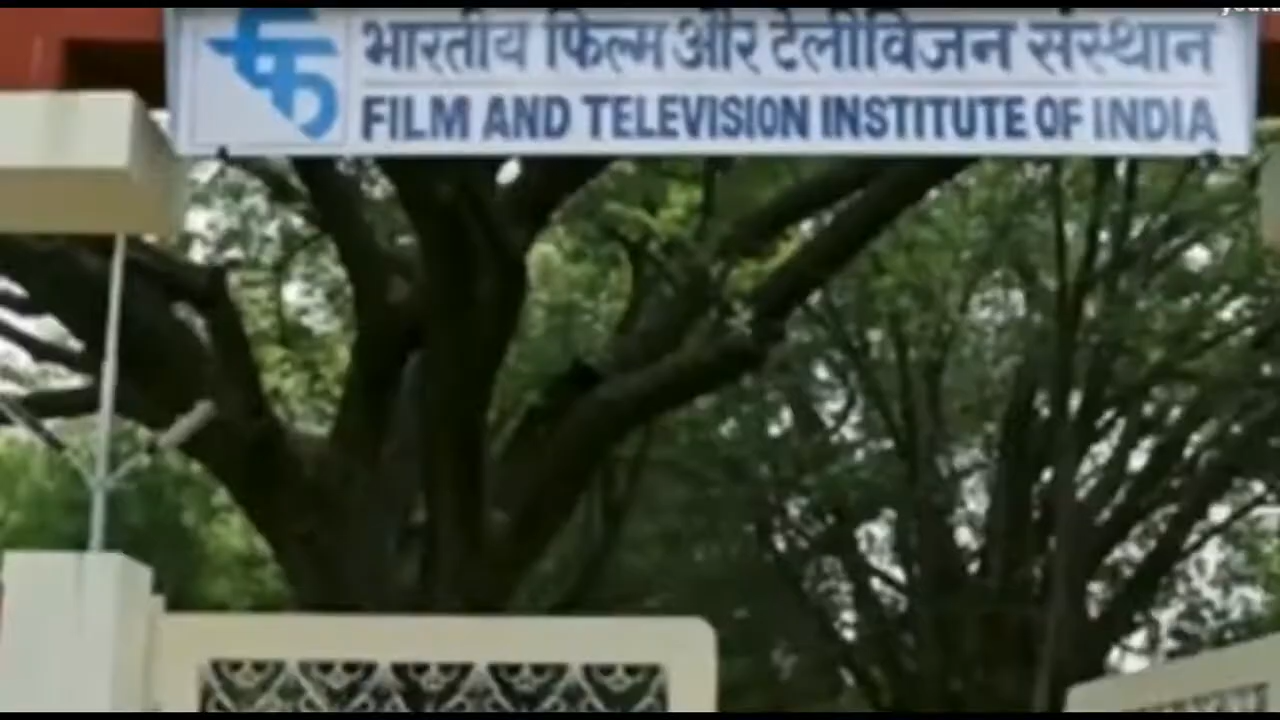 भारतीय फिल्म और टेलीविजन संस्थान
FILM AND TELEVISION INSTITUTE OF INDIA